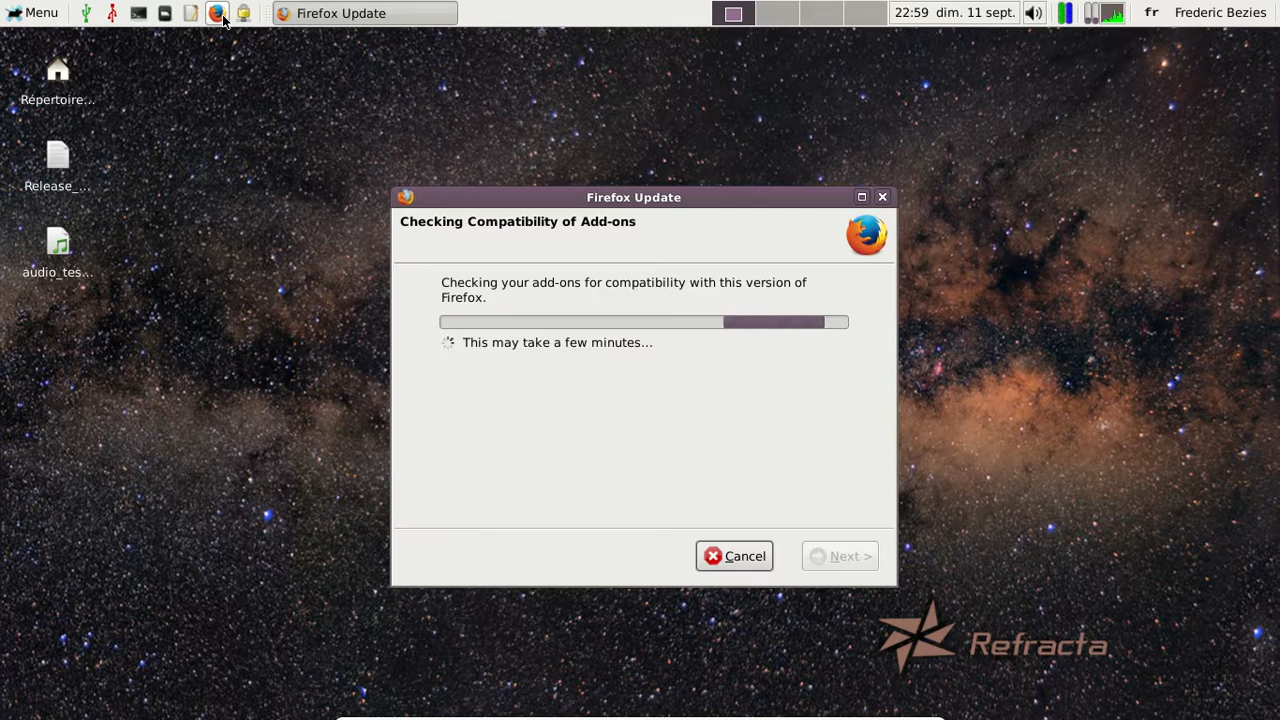 Menu
Firefox Update
22:59 dim. 11 sept.
fr
Frederic Bezies
Répertoire...
Release_...
audio_tes...
Firefox Update
Checking Compatibility of Add-ons
Checking your add-ons for compatibility with this version of
Firefox.
This may take a few minutes...
Cancel
Next >
Refracta